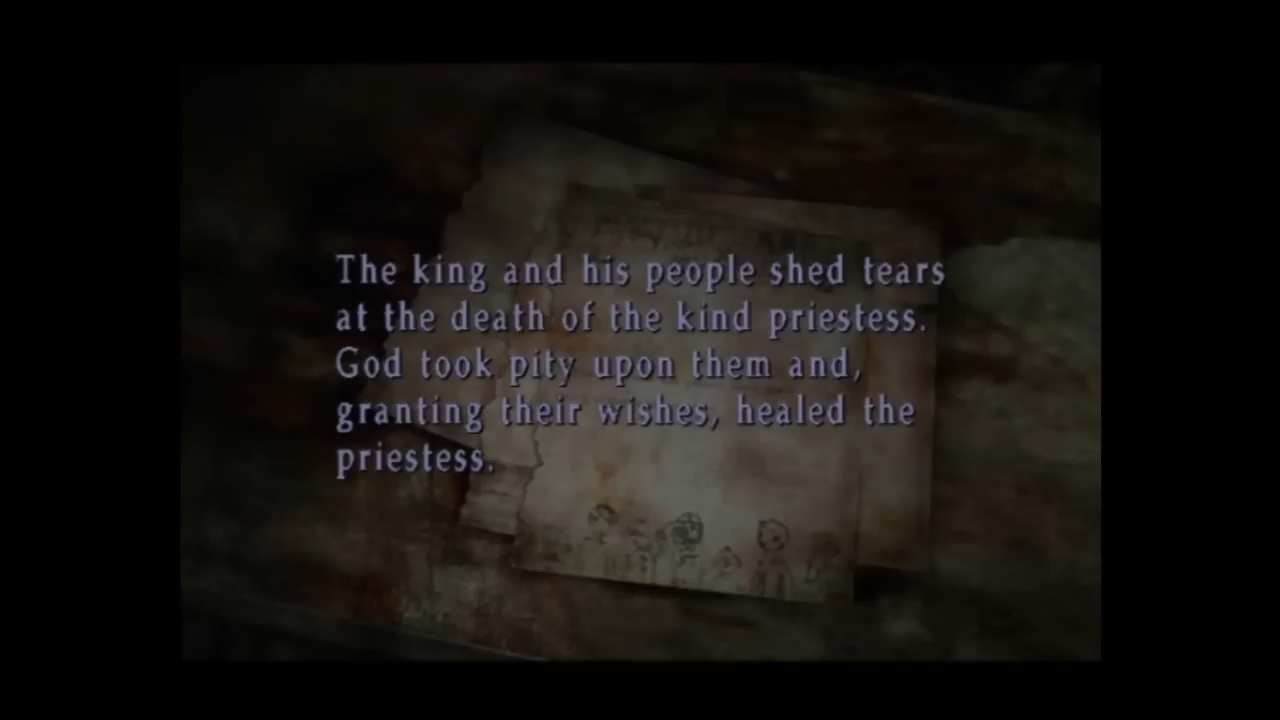 The king and his people shed tears
at the death of the kind priestess.
God took pity upon them and,
granting their wishes, healed the
priestess.